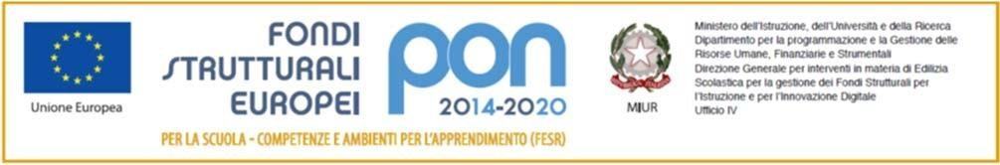 Unione Europea
FONDI
STRUTTURALI
EUROPEI
pon
2014-2020
PER LA SCUOLA - COMPETENZE E AMBIENTI PER L'APPRENDIMENTO (FESR)
MIUR
Ministero dell'Istruzione, dell'Università e della Ricerca
Dipartimento per la programmazione e la Gestione delle
Risorse Umane, Finanziarie e Strumentali
Direzione Generale per interventi in materia di Edilizia
Scolastica per la gestione dei Fondi Strutturali per
l'Istruzione e per l'Innovazione Digitale
Ufficio IV